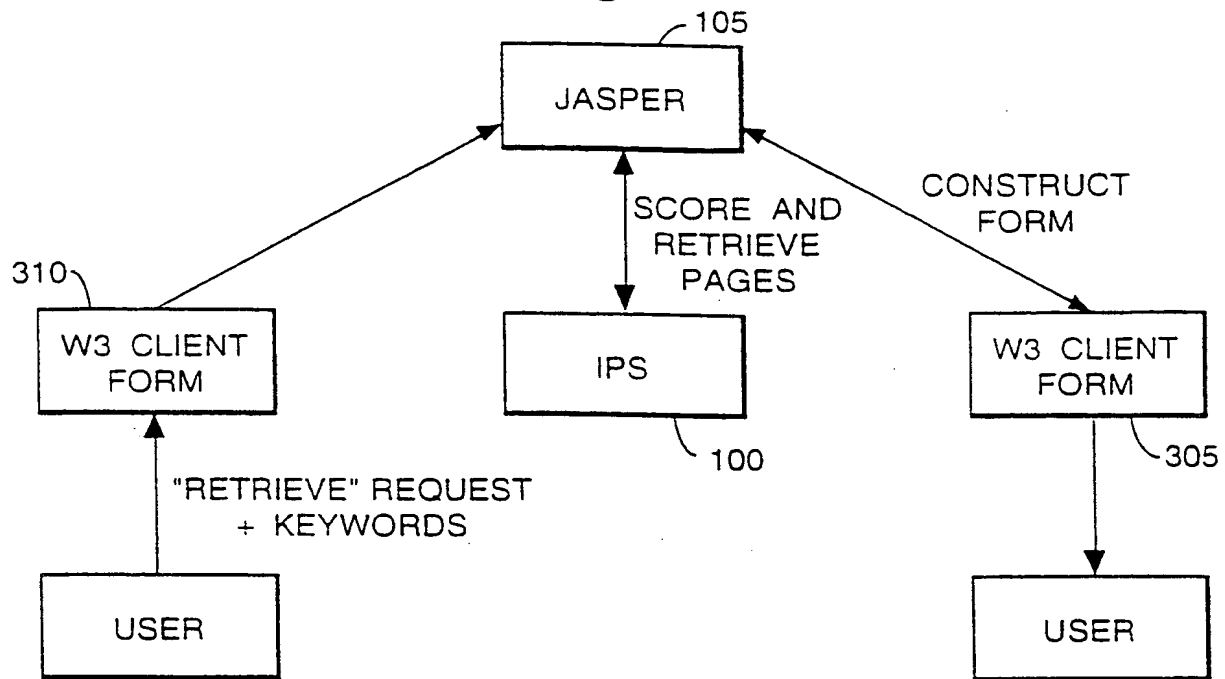 105
JASPER
CONSTRUCT
FORM
SCORE AND
RETRIEVE
PAGES
310
W3 CLIENT
FORM
IPS
W3 CLIENT
FORM
100
305
"RETRIEVE" REQUEST
÷ KEYWORDS
USER
USER